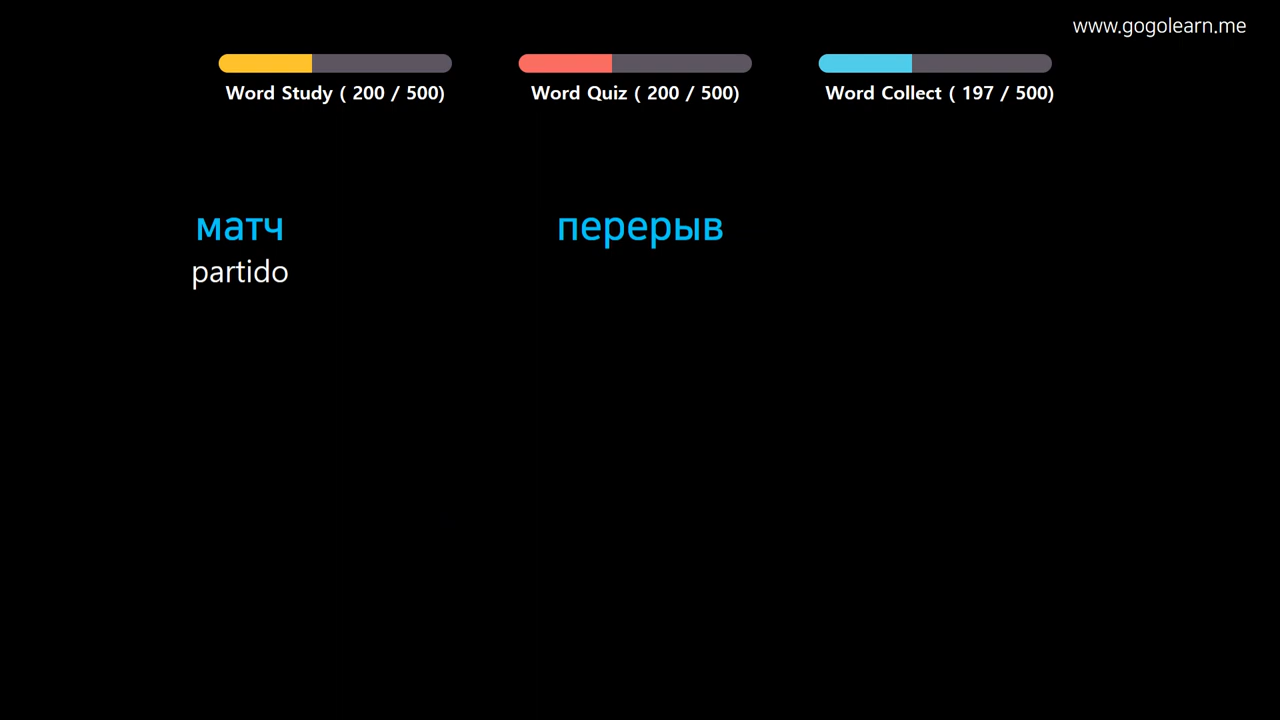 www.gogolearn.me
Word Study ( 200 / 500)
Word Quiz ( 200 / 500)
Word Collect ( 197 / 500)
матч
partido
перерыв